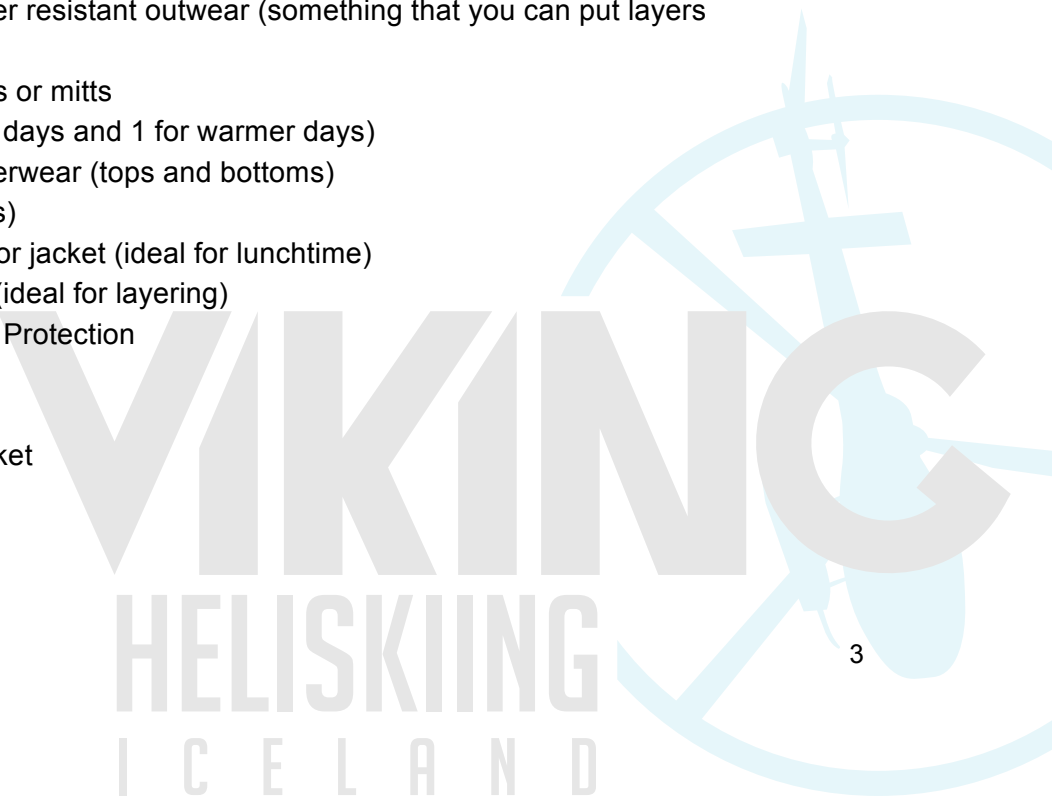 er resistant outwear (something that you can put layers
s or mitts
days and 1 for warmer days)
erwear (tops and bottoms)
s)
or jacket (ideal for lunchtime)
(ideal for layering)
Protection
ket
VIKING
HELISKIING
ICELAND
3